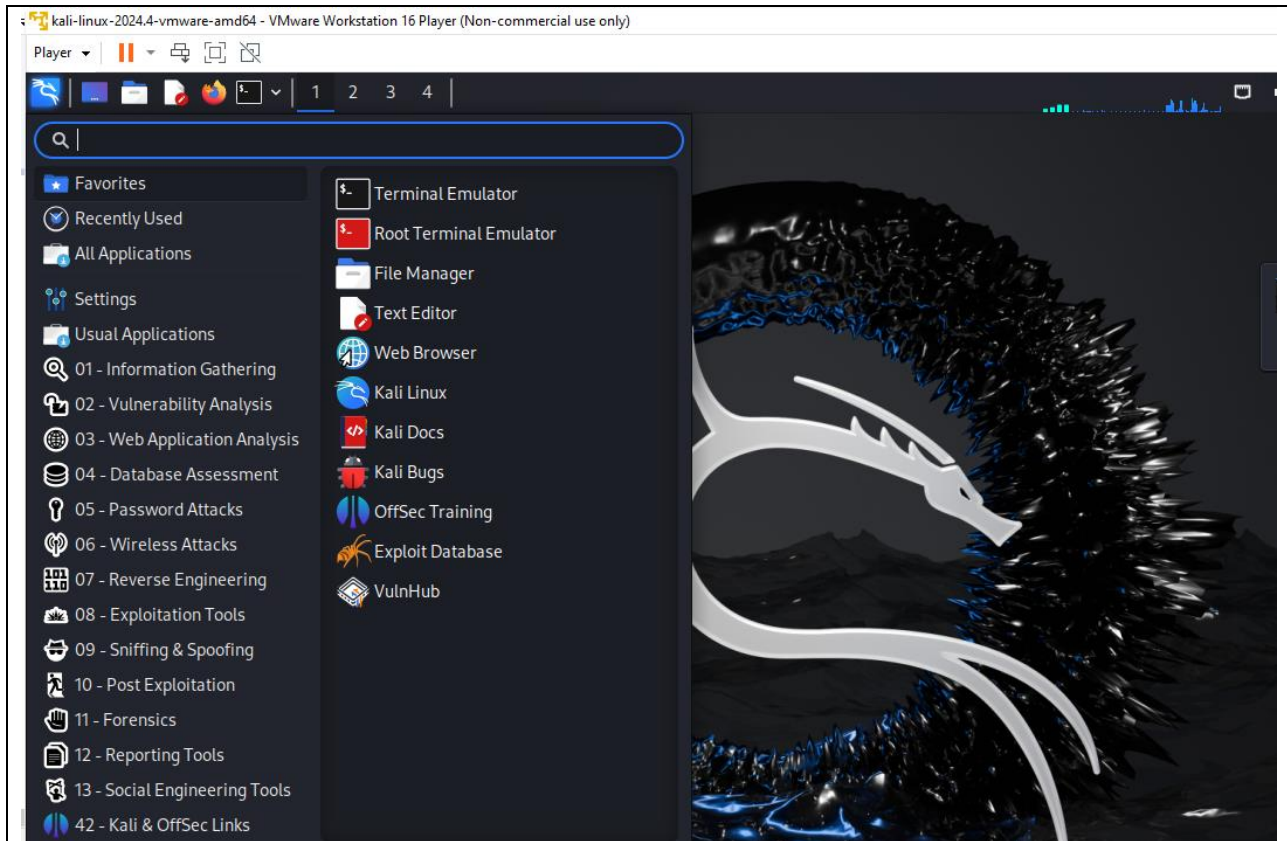 kali-linux-2024.4-vmware-amd64 - VMware Workstation 16 Player (Non-commercial use only)
Player
1 2 3 4
Favorites
Recently Used
All Applications
Settings
Usual Applications
01 - Information Gathering
02 - Vulnerability Analysis
03 - Web Application Analysis
04 - Database Assessment
05 - Password Attacks
06 - Wireless Attacks
07 - Reverse Engineering
08 - Exploitation Tools
09 - Sniffing & Spoofing
10 - Post Exploitation
11 - Forensics
12 - Reporting Tools
13 - Social Engineering Tools
42 - Kali & OffSec Links
Terminal Emulator
Root Terminal Emulator
File Manager
Text Editor
Web Browser
Kali Linux
Kali Docs
Kali Bugs
OffSec Training
Exploit Database
VulnHub